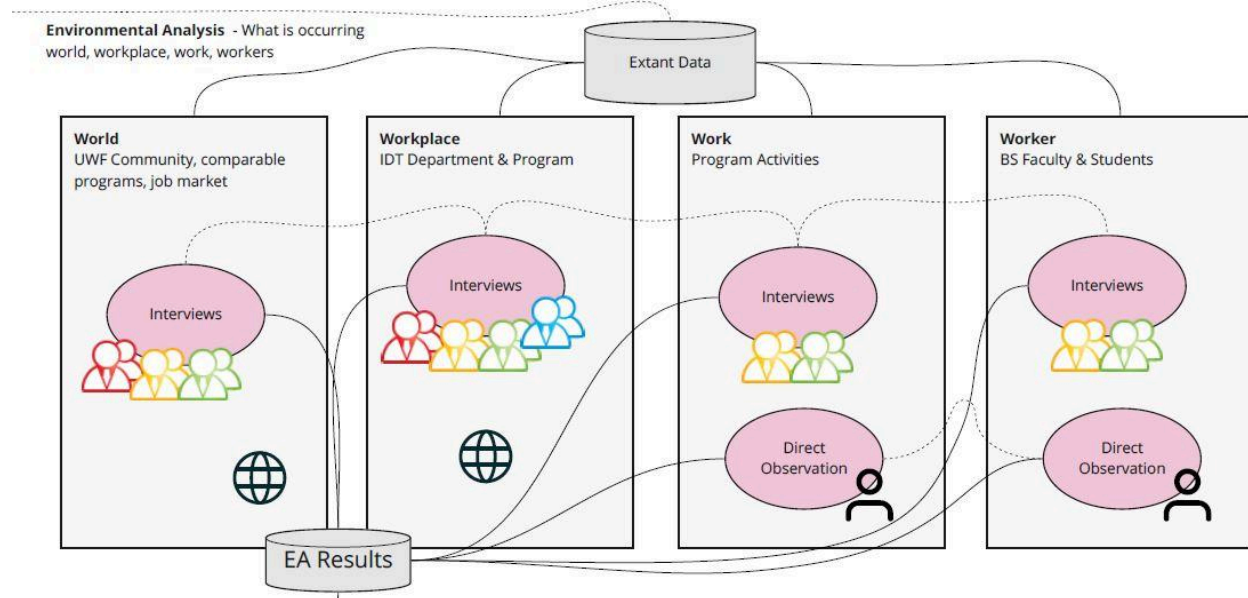 Environmental Analysis - What is occurring
world, workplace, work, workers
Extant Data
World
UWF Community, comparable
programs, job market
Workplace
IDT Department & Program
Work
Program Activities
Worker
BS Faculty & Students
Interviews
Interviews
Interviews
Interviews
Direct
Observation
Direct
Observation
EA Results